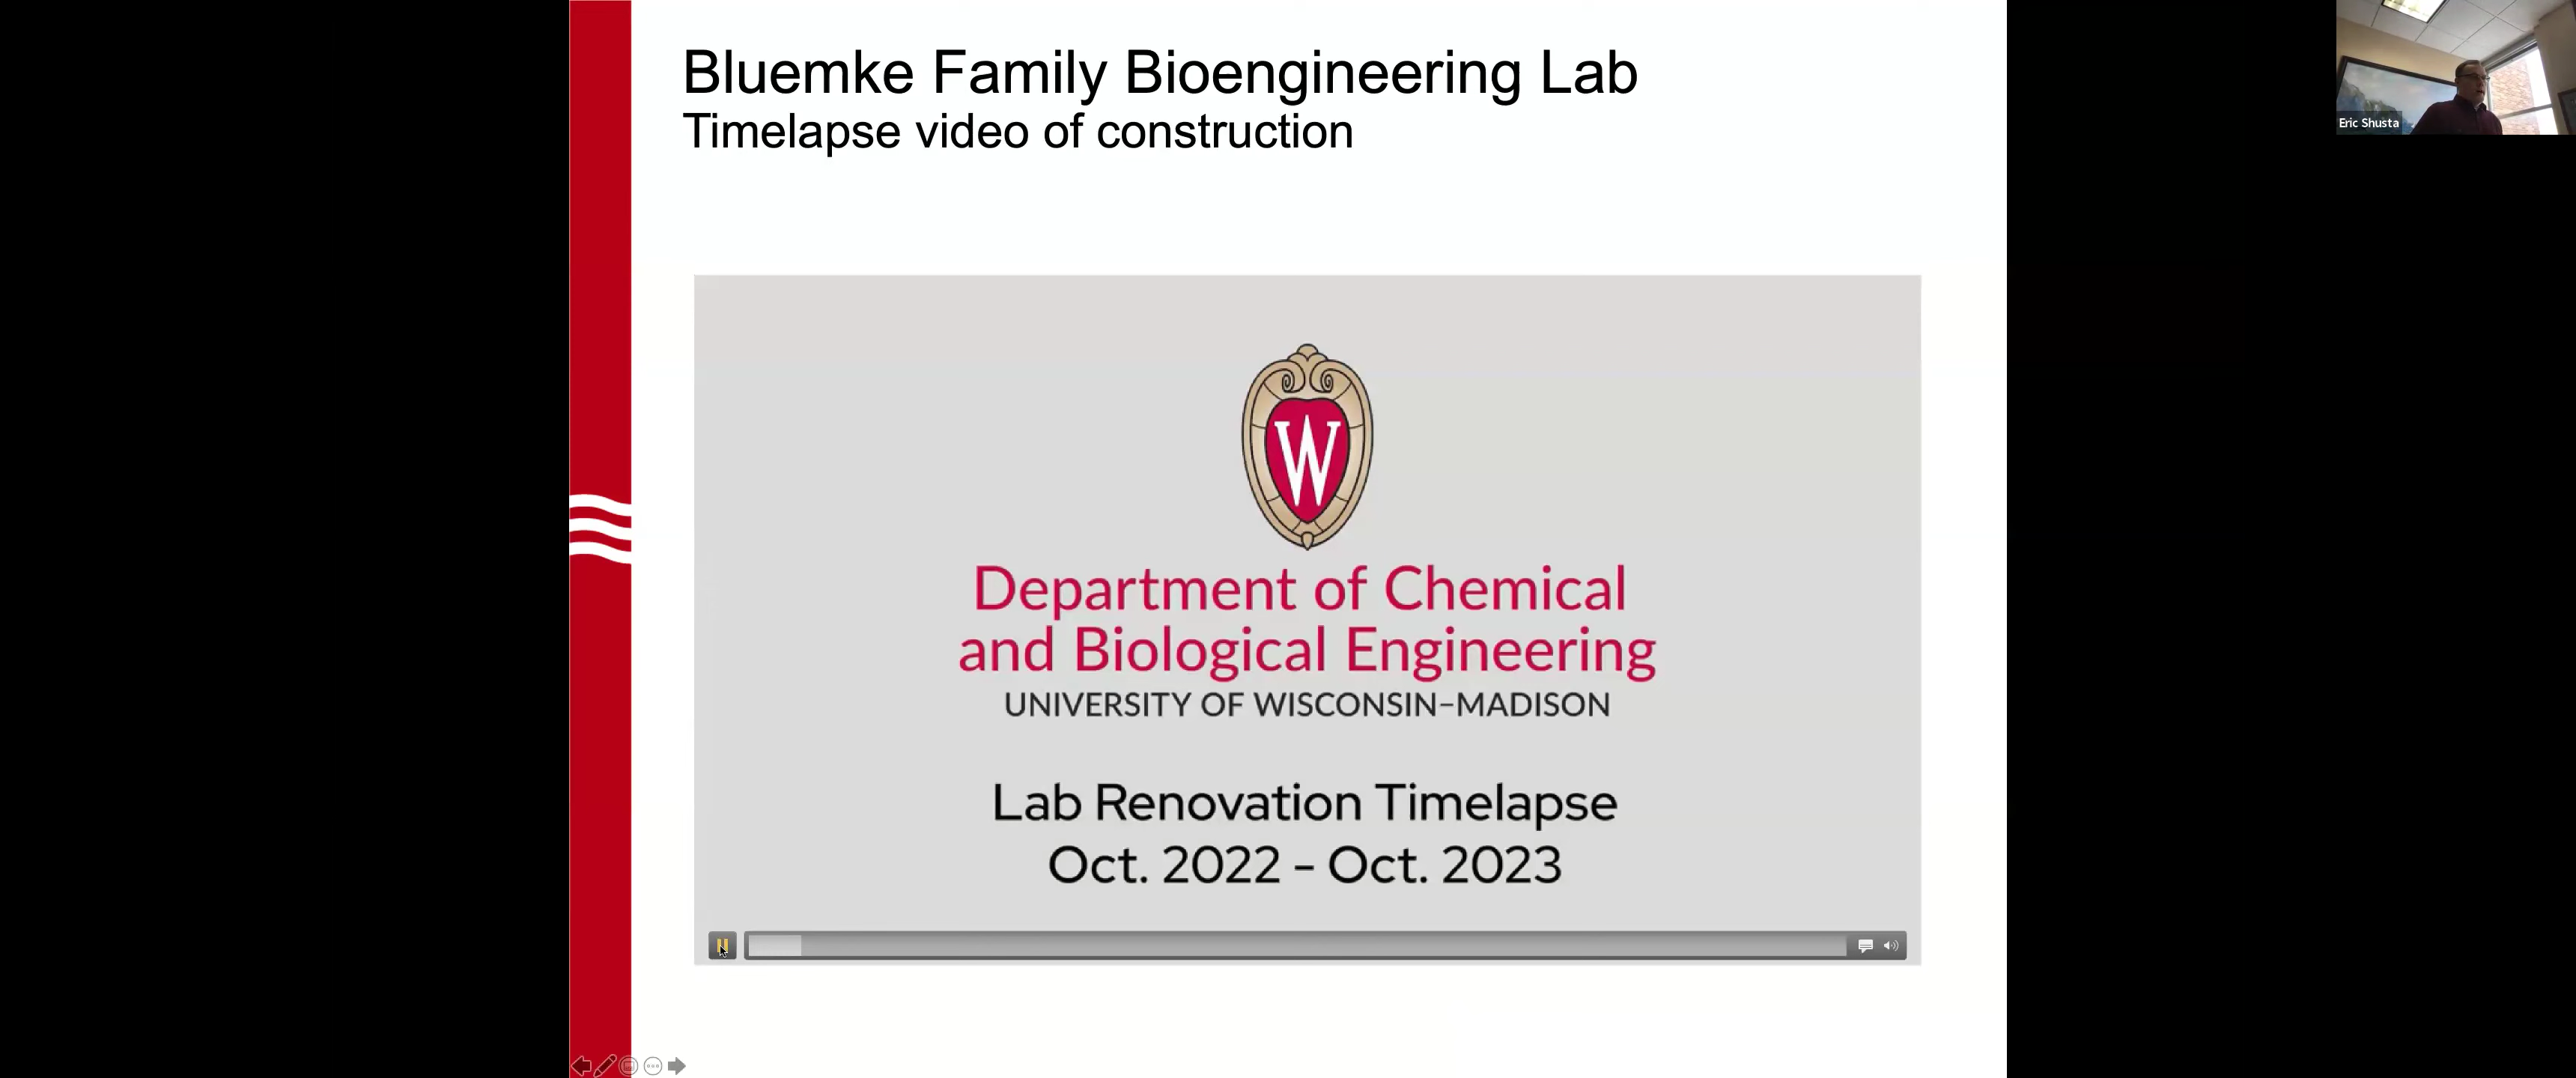 Bluemke Family Bioengineering Lab
Timelapse video of construction
Eric Shusta
W
Department of Chemical
and Biological Engineering
UNIVERSITY OF WISCONSIN–MADISON
Lab Renovation Timelapse
Oct. 2022 – Oct. 2023